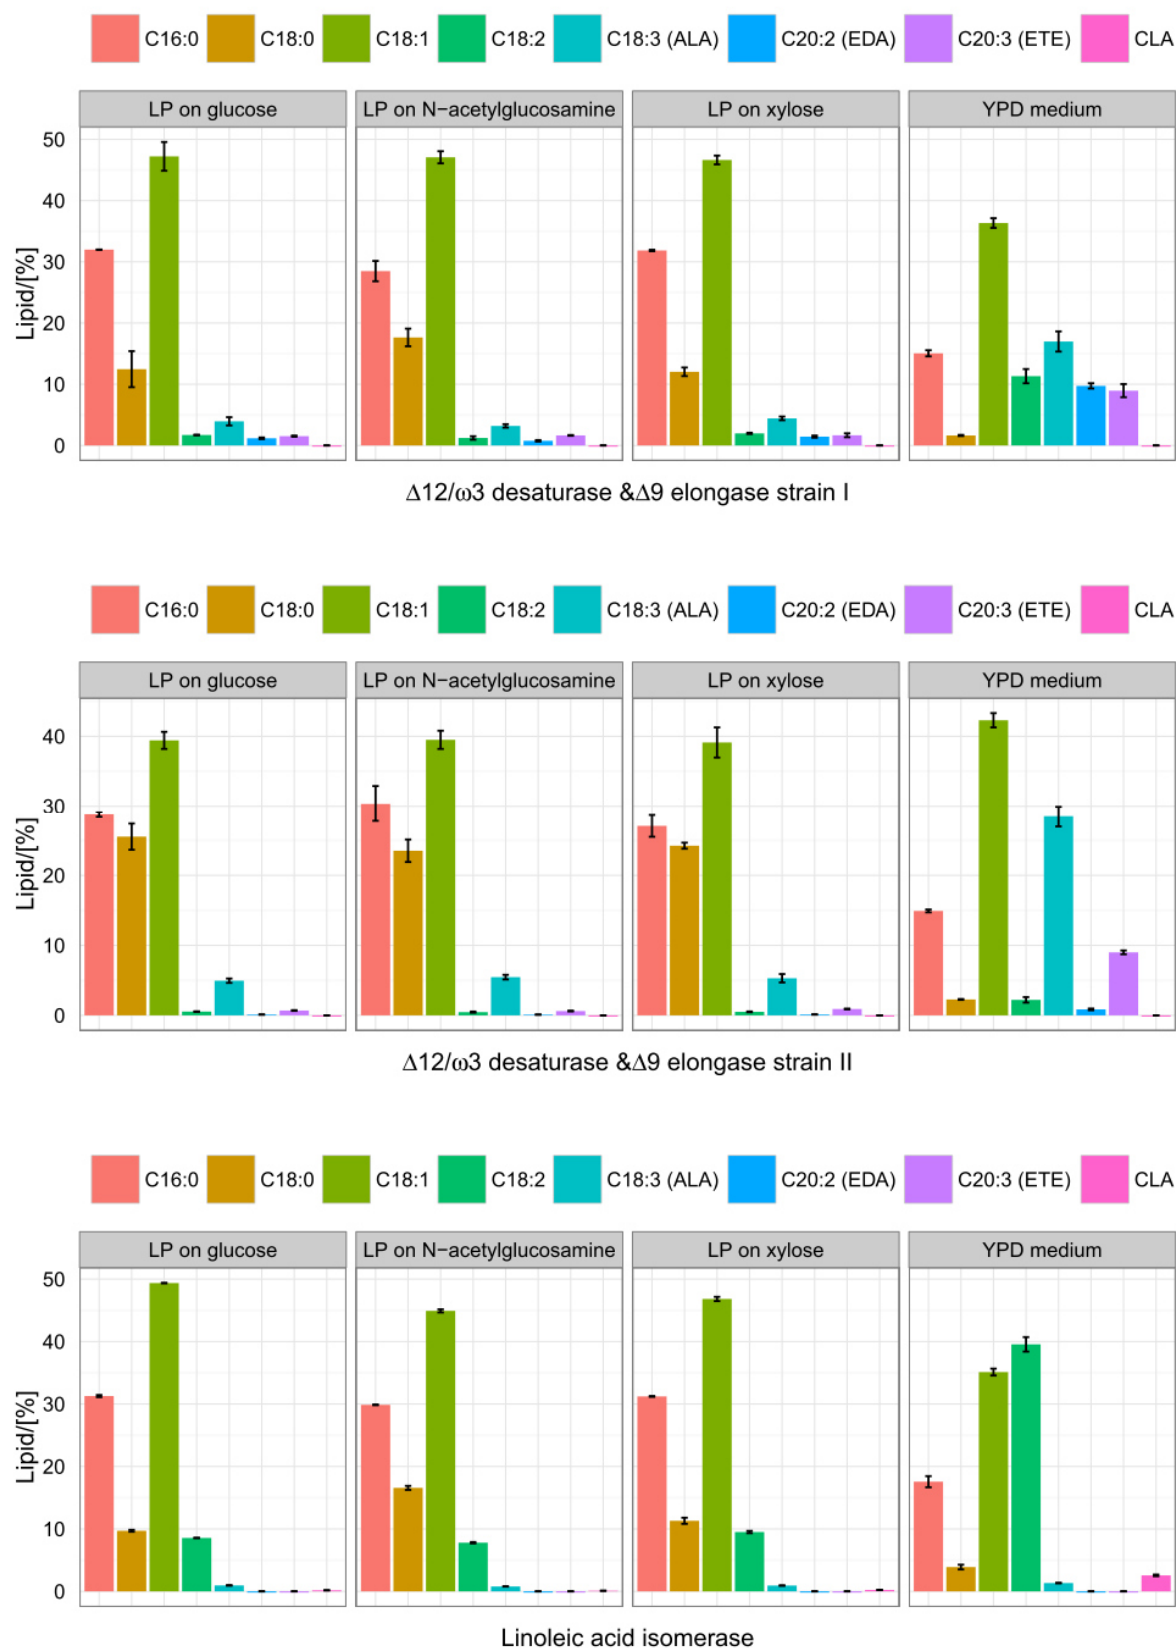 C16:0 C18:0 C18:1 C18:2 C18:3 (ALA) C20:2 (EDA) C20:3 (ETE) CLA
LP on glucose LP on N−acetylglucosamine LP on xylose YPD medium
50
40
30
20
10
0
Lipid/[%]
Δ12/ω3 desaturase &Δ9 elongase strain I
C16:0 C18:0 C18:1 C18:2 C18:3 (ALA) C20:2 (EDA) C20:3 (ETE) CLA
LP on glucose LP on N−acetylglucosamine LP on xylose YPD medium
40
30
20
10
0
Lipid/[%]
Δ12/ω3 desaturase &Δ9 elongase strain II
C16:0 C18:0 C18:1 C18:2 C18:3 (ALA) C20:2 (EDA) C20:3 (ETE) CLA
LP on glucose LP on N−acetylglucosamine LP on xylose YPD medium
50
40
30
20
10
0
Lipid/[%]
Linoleic acid isomerase